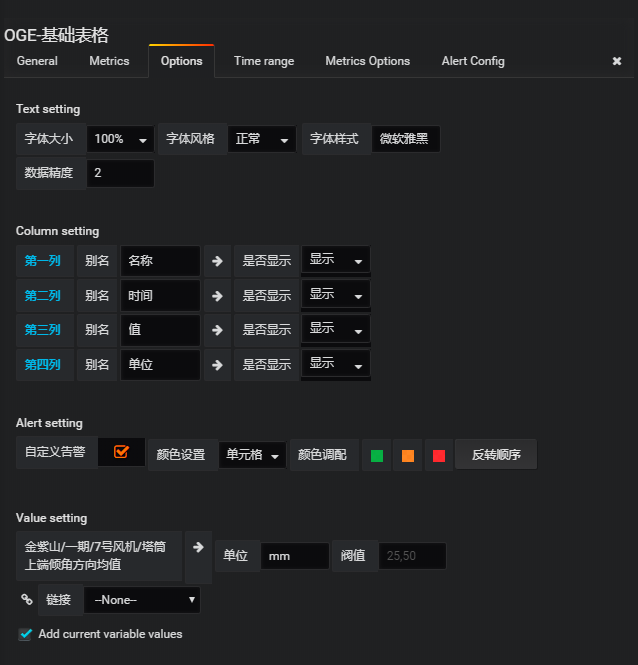 OGE-基础表格
General Metrics Options Time range Metrics Options Alert Config
Text setting
字体大小 100% 字体风格 正常 字体样式 微软雅黑
数据精度 2
Column setting
第一列 别名 名称 是否显示 显示
第二列 别名 时间 是否显示 显示
第三列 别名 值 是否显示 显示
第四列 别名 单位 是否显示 显示
Alert setting
自定义告警 颜色设置 单元格 颜色调配 反转顺序
Value setting
金紫山/一期/7号风机/塔筒
上端倾角方向均值 单位 mm 阀值 25,50
链接 --None--
Add current variable values